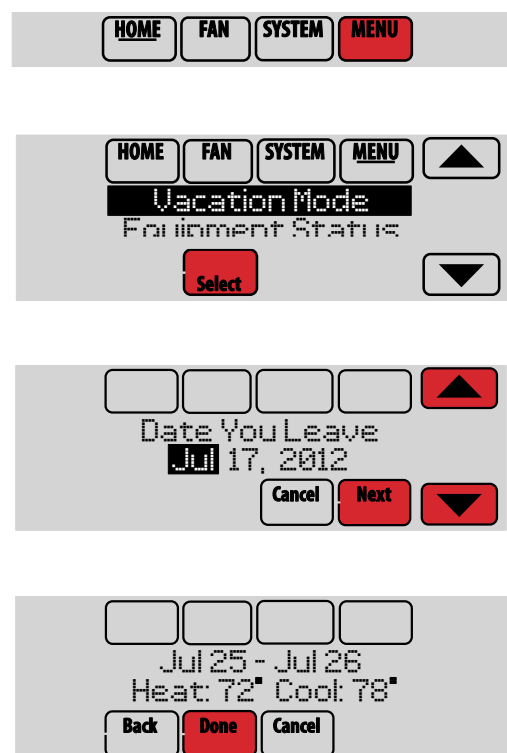 HOME FAN SYSTEM MENU
HOME FAN SYSTEM MENU
Vacation Mode
Equipment Status
Select
Date You Leave
Jul 17, 2012
Cancel Next
Jul 25 - Jul 26
Heat: 72° Cool: 78°
Back Done Cancel